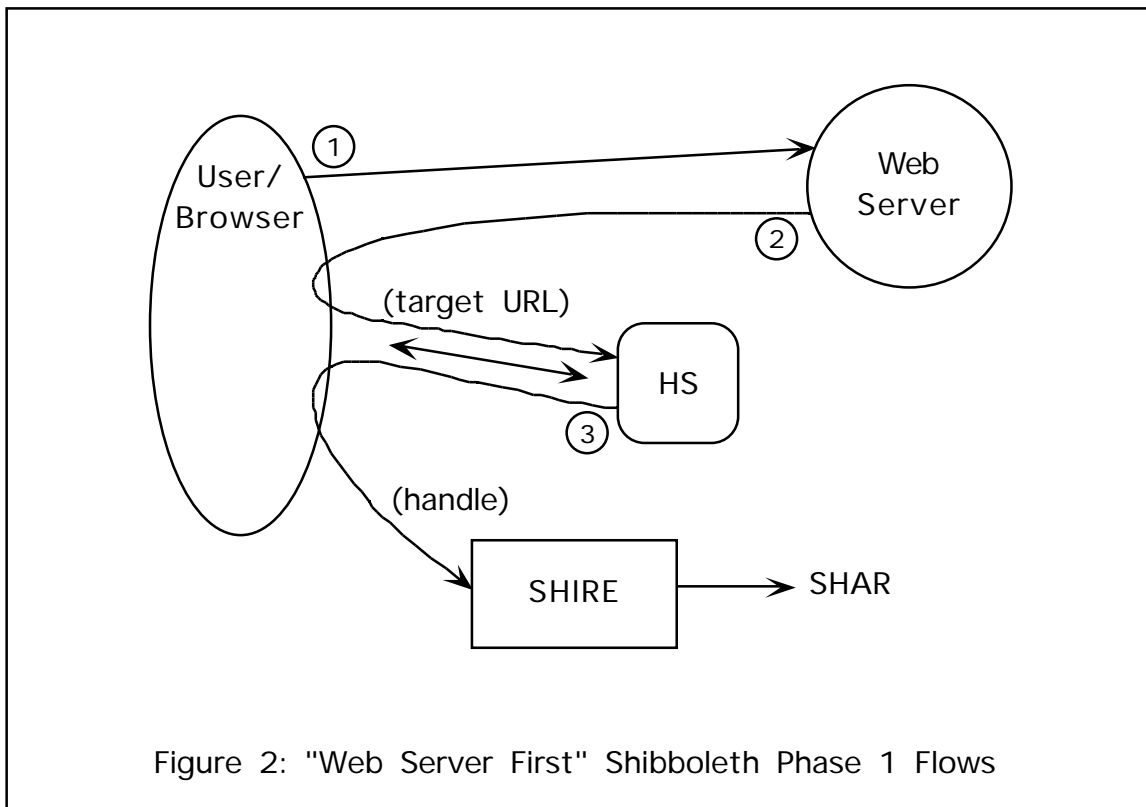 1
User/
Browser
Web
Server
2
(target URL)
HS
3
(handle)
SHIRE
SHAR
Figure 2: "Web Server First" Shibboleth Phase 1 Flows